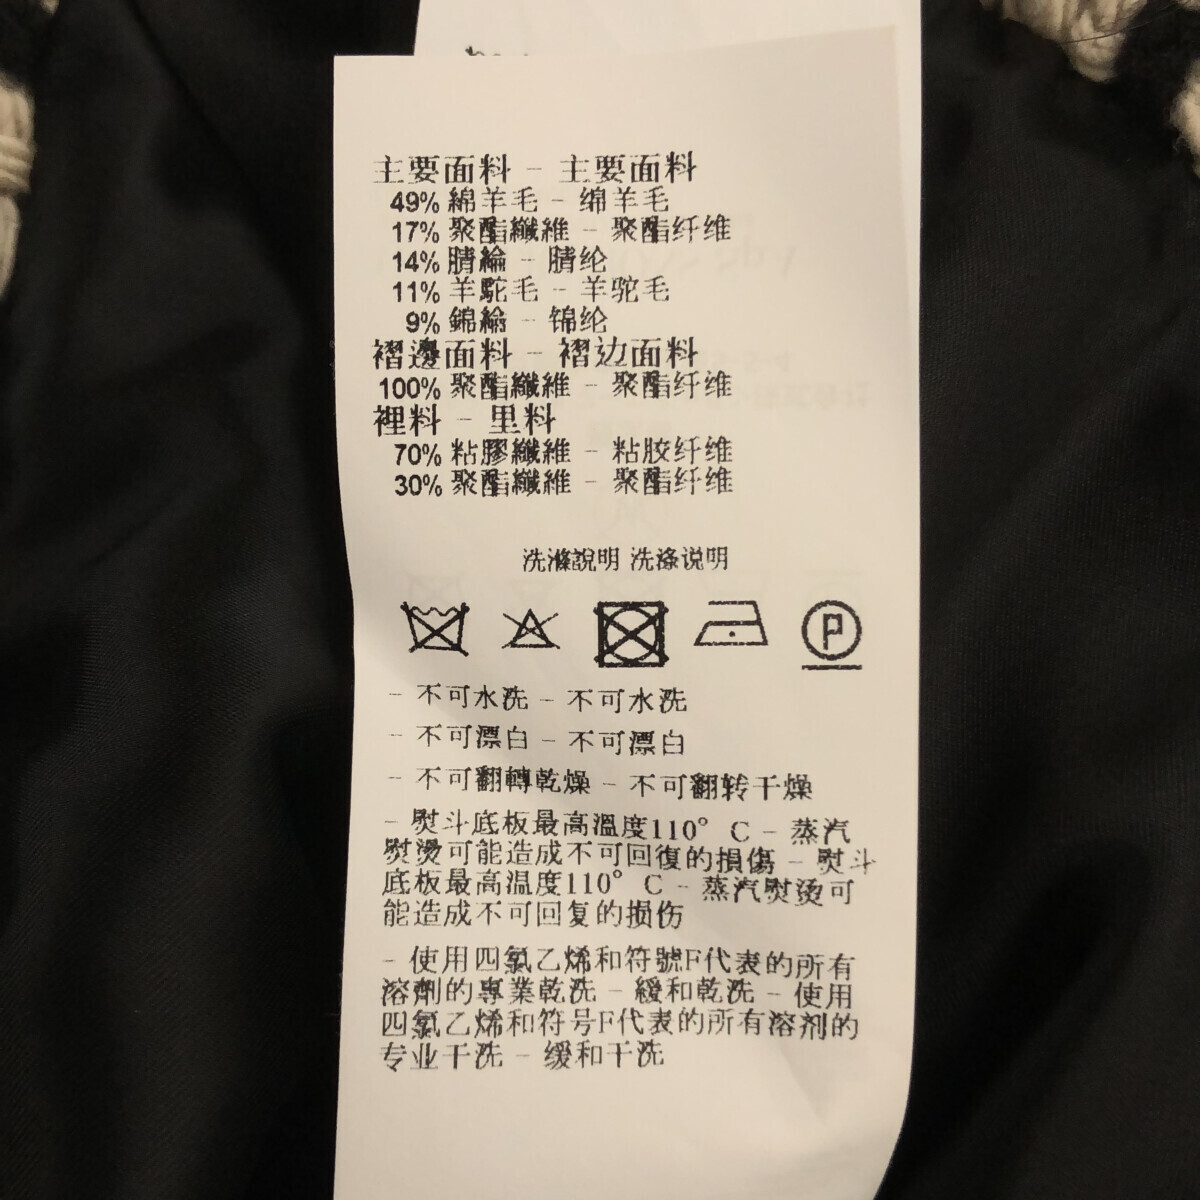 主要面料 - 主要面料
49% 綿羊毛 - 绵羊毛
17% 聚酯纖維 - 聚酯纤维
14% 腈綸 - 腈纶
11% 羊駝毛 - 羊驼毛
9% 錦綸 - 锦纶
褶邊面料 - 褶边面料
100% 聚酯纖維 - 聚酯纤维
裡料 - 里料
70% 粘膠纖維 - 粘胶纤维
30% 聚酯纖維 - 聚酯纤维
洗滌說明 洗涤说明
P
- 不可水洗 - 不可水洗
- 不可漂白 - 不可漂白
- 不可翻轉乾燥 - 不可翻转干燥
- 熨斗底板最高溫度110° C - 蒸汽
熨燙可能造成不可回復的損傷 - 熨斗
底板最高温度110° C - 蒸汽熨烫可
能造成不可回复的损伤
- 使用四氯乙烯和符號F代表的所有
溶劑的專業乾洗 - 緩和乾洗 - 使用
四氯乙烯和符号F代表的所有溶剂的
专业干洗 - 缓和干洗